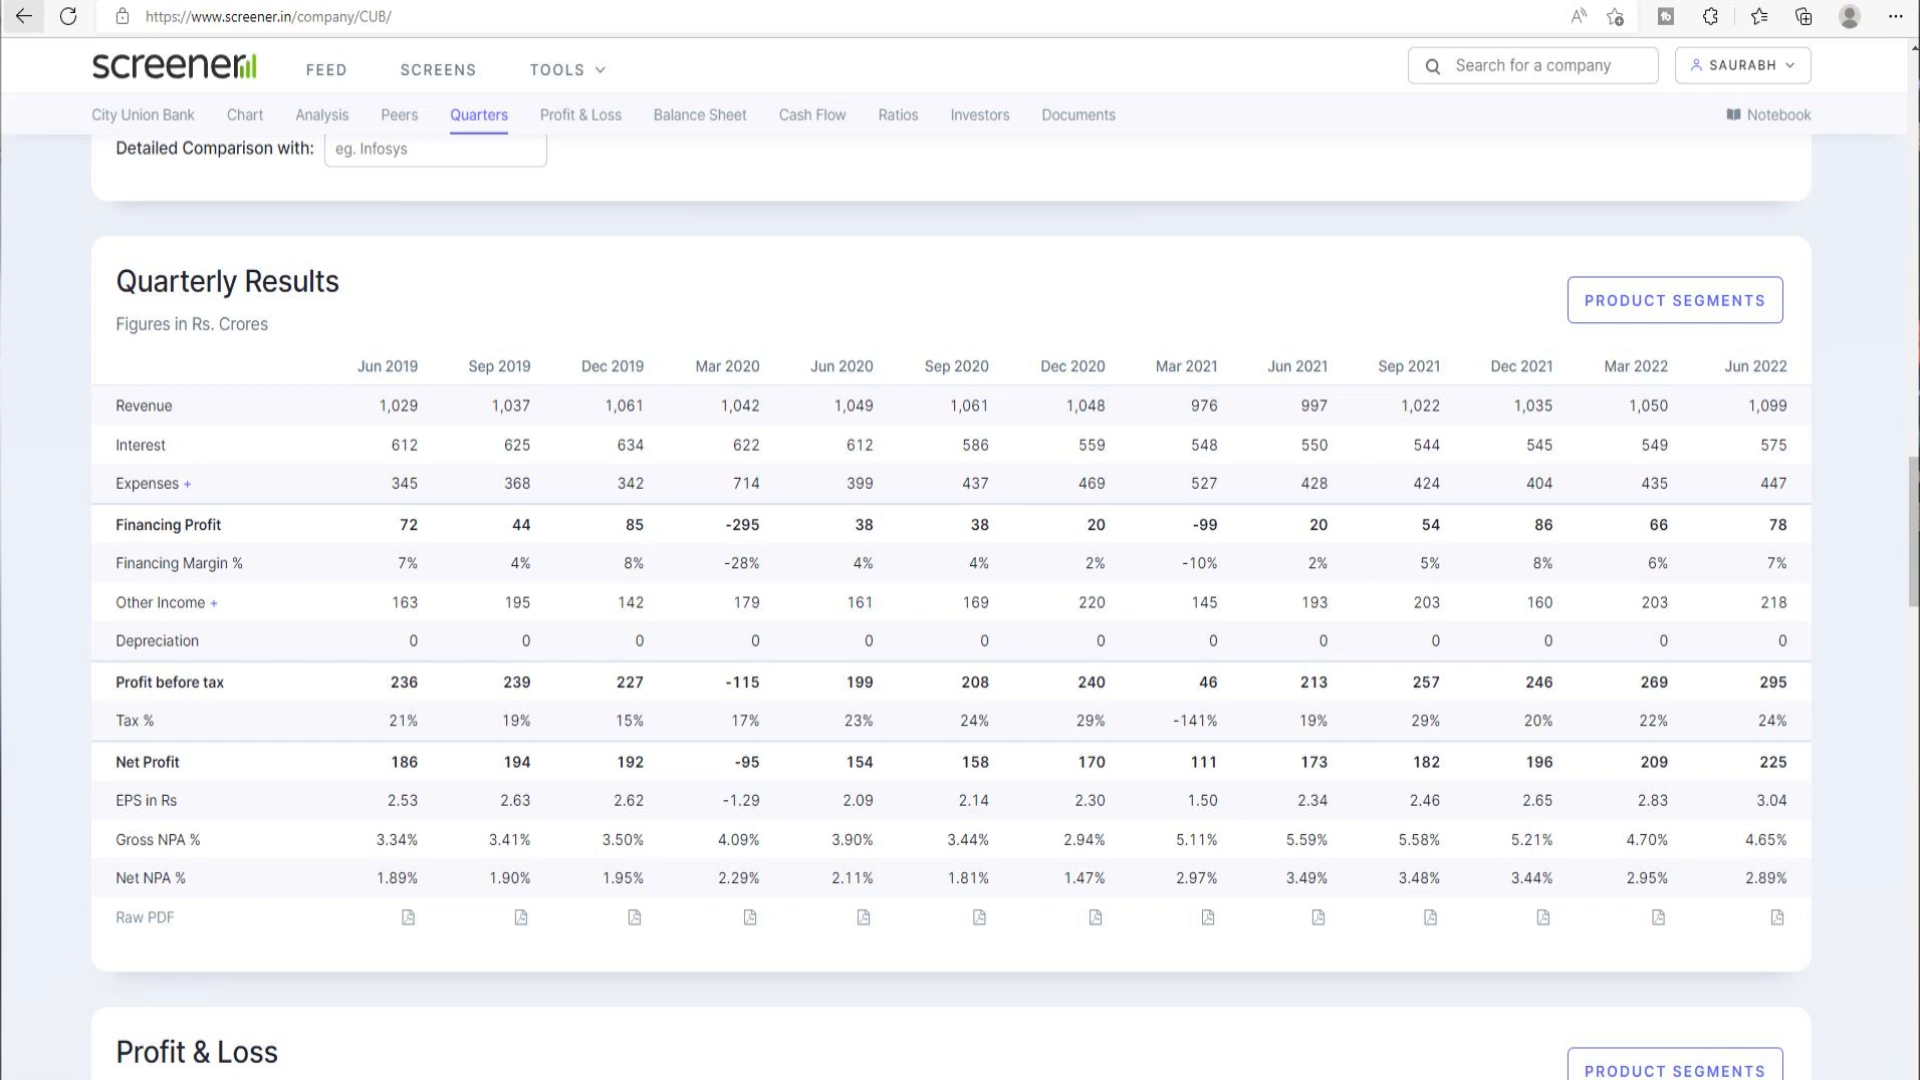 https://www.screener.in/company/CUB/
screener FEED SCREENS TOOLS Search for a company SAURABH
City Union Bank Chart Analysis Peers Quarters Profit & Loss Balance Sheet Cash Flow Ratios Investors Documents Notebook
Detailed Comparison with: eg. Infosys
Quarterly Results
PRODUCT SEGMENTS
Figures in Rs. Crores
Jun 2019 Sep 2019 Dec 2019 Mar 2020 Jun 2020 Sep 2020 Dec 2020 Mar 2021 Jun 2021 Sep 2021 Dec 2021 Mar 2022 Jun 2022
Revenue 1,029 1,037 1,061 1,042 1,049 1,061 1,048 976 997 1,022 1,035 1,050 1,099
Interest 612 625 634 622 612 586 559 548 550 544 545 549 575
Expenses + 345 368 342 714 399 437 469 527 428 424 404 435 447
Financing Profit 72 44 85 -295 38 38 20 -99 20 54 86 66 78
Financing Margin % 7% 4% 8% -28% 4% 4% 2% -10% 2% 5% 8% 6% 7%
Other Income + 163 195 142 179 161 169 220 145 193 203 160 203 218
Depreciation 0 0 0 0 0 0 0 0 0 0 0 0 0
Profit before tax 236 239 227 -115 199 208 240 46 213 257 246 269 295
Tax % 21% 19% 15% 17% 23% 24% 29% -141% 19% 29% 20% 22% 24%
Net Profit 186 194 192 -95 154 158 170 111 173 182 196 209 225
EPS in Rs 2.53 2.63 2.62 -1.29 2.09 2.14 2.30 1.50 2.34 2.46 2.65 2.83 3.04
Gross NPA % 3.34% 3.41% 3.50% 4.09% 3.90% 3.44% 2.94% 5.11% 5.59% 5.58% 5.21% 4.70% 4.65%
Net NPA % 1.89% 1.90% 1.95% 2.29% 2.11% 1.81% 1.47% 2.97% 3.49% 3.48% 3.44% 2.95% 2.89%
Raw PDF
Profit & Loss
PRODUCT SEGMENTS